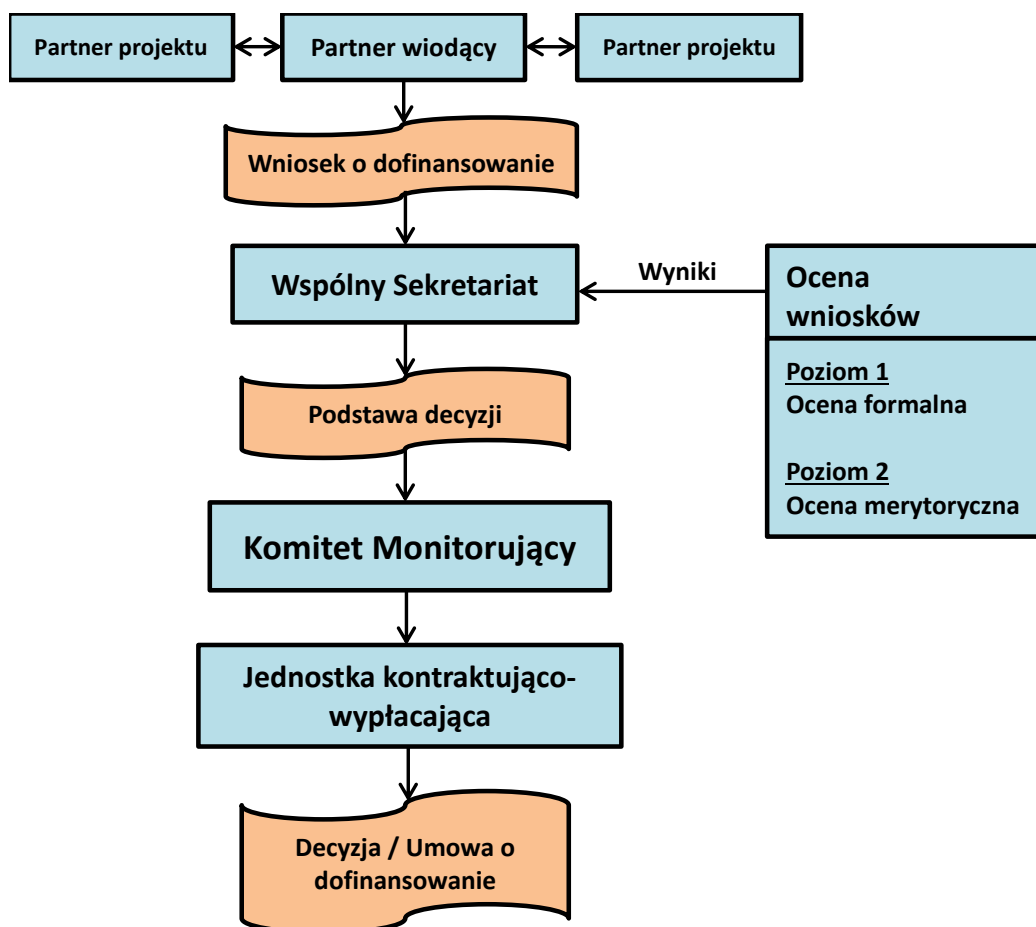 Partner projektu
Partner wiodący
Partner projektu
Wniosek o dofinansowanie
Wspólny Sekretariat
Wyniki
Ocena
wniosków
Poziom 1
Ocena formalna
Poziom 2
Ocena merytoryczna
Podstawa decyzji
Komitet Monitorujący
Jednostka kontraktująco-
wypłacająca
Decyzja / Umowa o
dofinansowanie